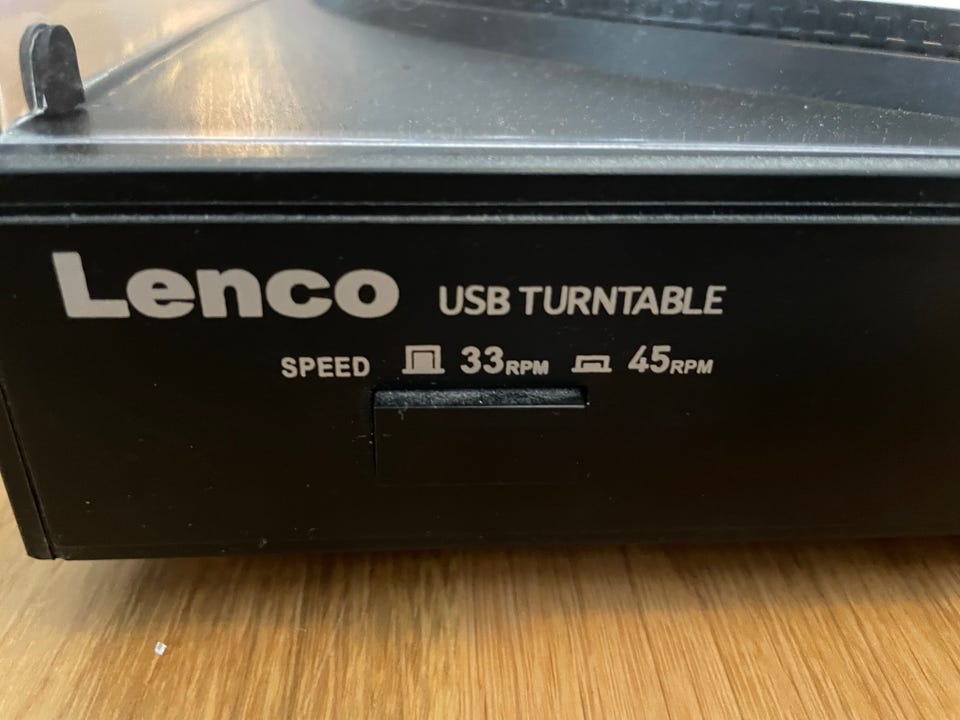 Lenco USB TURNTABLE
SPEED 33RPM 45RPM